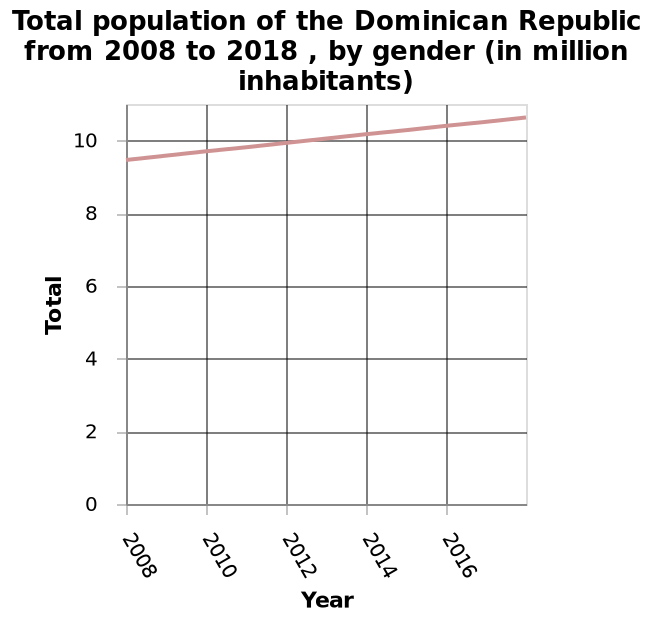 Total population of the Dominican Republic
from 2008 to 2018 , by gender (in million
inhabitants)
10
8
6
4
2
0
Total
2008
2010
2012
2014
2016
Year